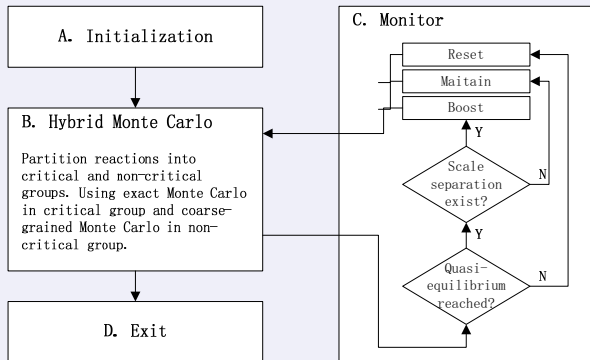 A. Initialization
B. Hybrid Monte Carlo
Partition reactions into
critical and non-critical
groups. Using exact Monte Carlo
in critical group and coarse-
grained Monte Carlo in non-
critical group.
D. Exit
C. Monitor
Reset
Maitain
Boost
Y
Scale
separation
exist?
N
Y
Quasi-
equilibrium
reached?
N